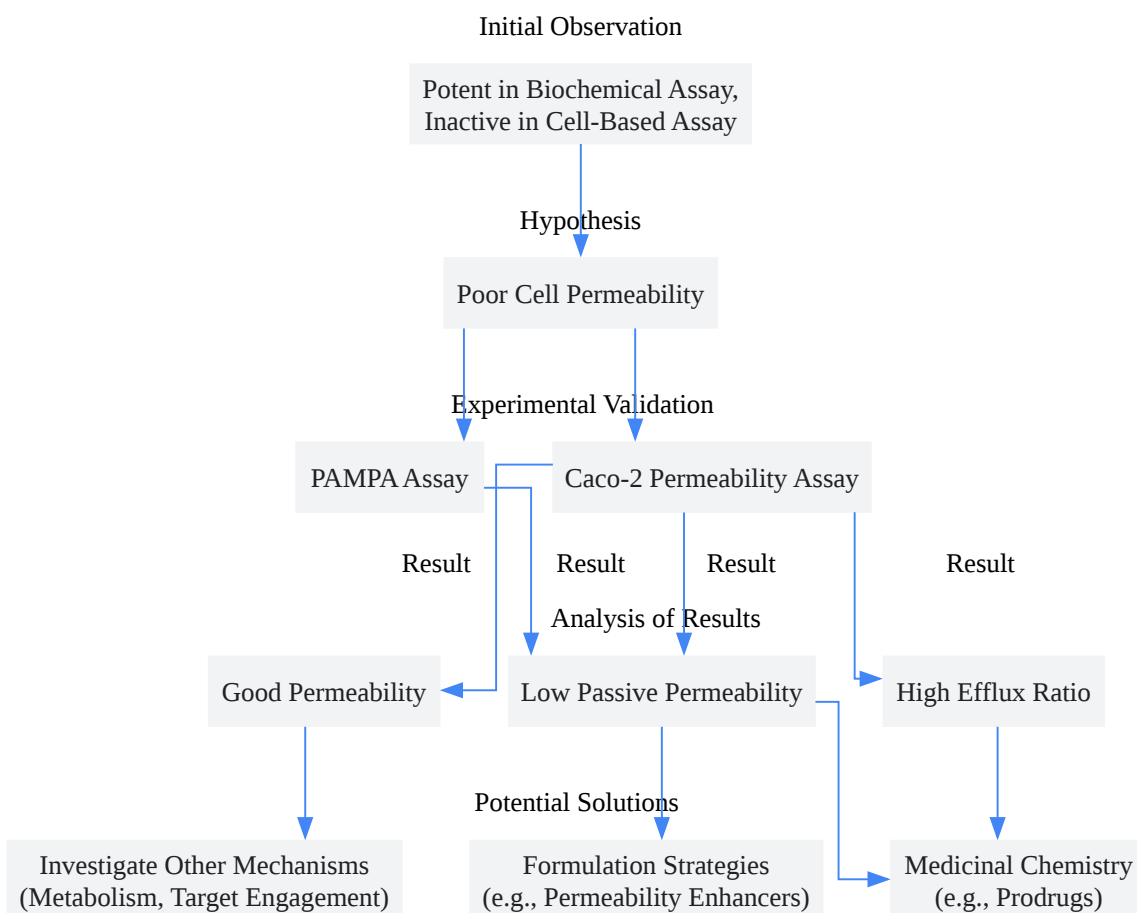 Initial Observation
Potent in Biochemical Assay,
Inactive in Cell-Based Assay
Hypothesis
Poor Cell Permeability
Experimental Validation
PAMPA Assay
Caco-2 Permeability Assay
Result
Result
Result
Result
Analysis of Results
Good Permeability
Low Passive Permeability
High Efflux Ratio
Potential Solutions
Investigate Other Mechanisms
(Metabolism, Target Engagement)
Formulation Strategies
(e.g., Permeability Enhancers)
Medicinal Chemistry
(e.g., Prodrugs)